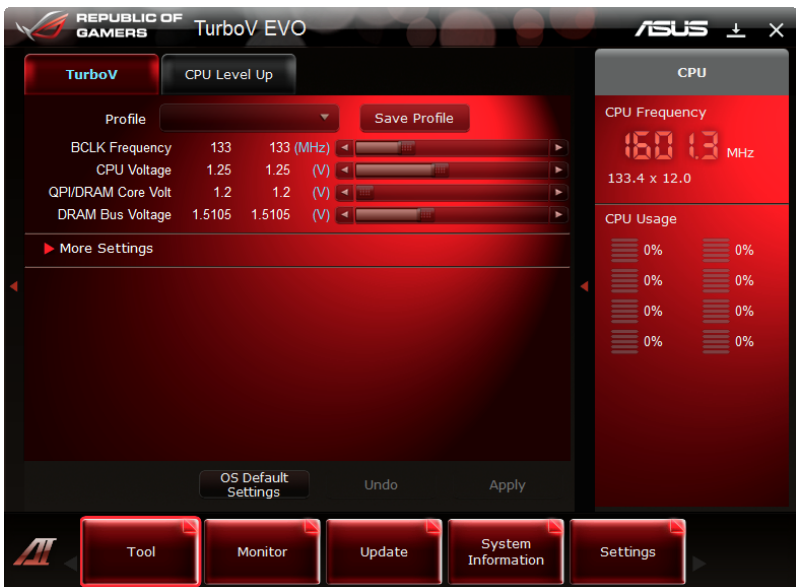 REPUBLIC OF
GAMERS
TurboV EVO
ASUS
TurboV
CPU Level Up
Profile
Save Profile
BCLK Frequency 133 133 (MHz)
CPU Voltage 1.25 1.25 (V)
QPI/DRAM Core Volt 1.2 1.2 (V)
DRAM Bus Voltage 1.5105 1.5105 (V)
More Settings
OS Default
Settings
Undo
Apply
CPU
CPU Frequency
1601.3 MHz
133.4 x 12.0
CPU Usage
0% 0%
0% 0%
0% 0%
0% 0%
Tool
Monitor
Update
System
Information
Settings